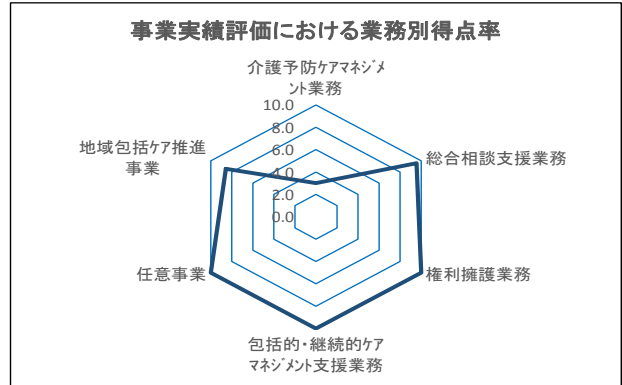 事業実績評価における業務別得点率
介護予防ケアマネジメ
ント業務
10.0
8.0
6.0
4.0
2.0
0.0
総合相談支援業務
権利擁護業務
包括的・継続的ケア
マネジメント支援業務
任意事業
地域包括ケア推進
事業